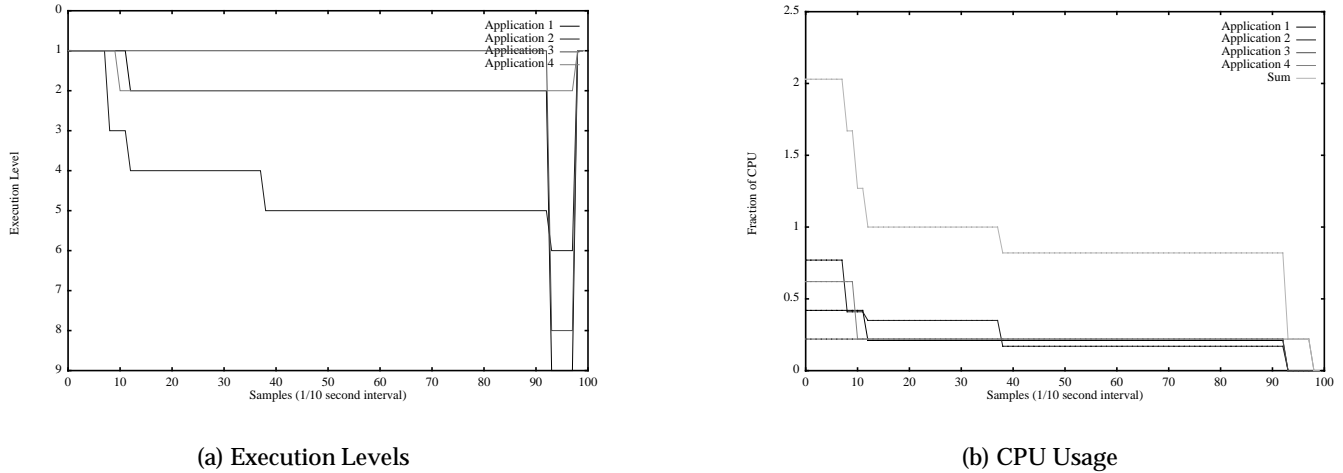 0
1
2
3
4
5
6
7
8
9
Execution Level
0 10 20 30 40 50 60 70 80 90 100
Samples (1/10 second interval)
Application 1
Application 2
Application 3
Application 4
(a) Execution Levels
2.5
2
1.5
1
0.5
0
Fraction of CPU
0 10 20 30 40 50 60 70 80 90 100
Samples (1/10 second interval)
Application 1
Application 2
Application 3
Application 4
Sum
(b) CPU Usage